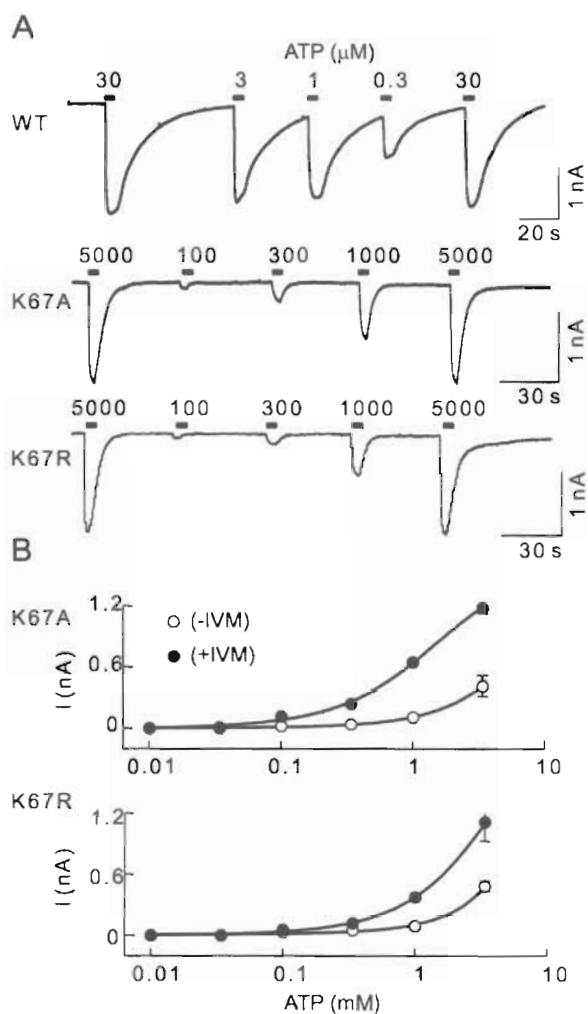 A
ATP (μM)
30 3 1 0.3 30
WT
1 nA
20 s
5000 100 300 1000 5000
K67A
1 nA
30 s
5000 100 300 1000 5000
K67R
1 nA
30 s
B
K67A
1.2
0.6
0
I (nA)
(-IVM)
(+IVM)
0.01 0.1 1 10
K67R
1.2
0.6
0
I (nA)
0.01 0.1 1 10
ATP (mM)